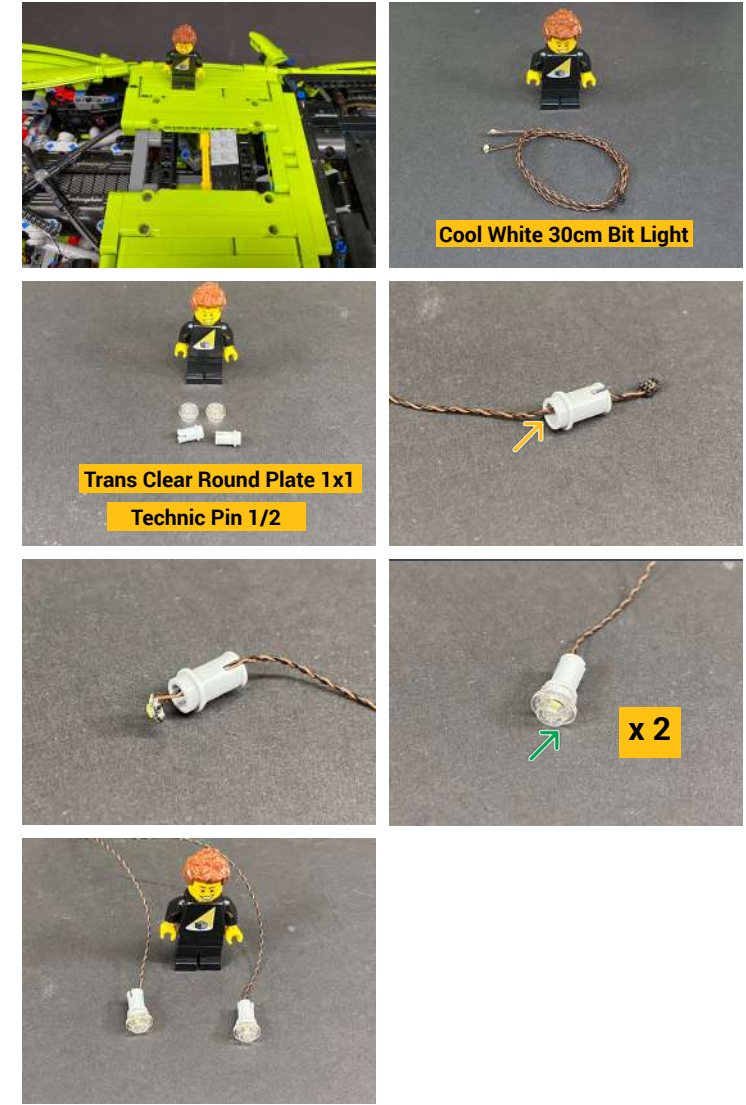 Cool White 30cm Bit Light
Trans Clear Round Plate 1x1
Technic Pin 1/2
x 2